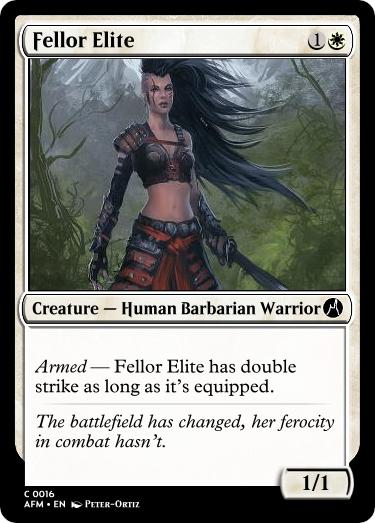 Fellor Elite 1
Creature — Human Barbarian Warrior
Armed — Fellor Elite has double
strike as long as it's equipped.
The battlefield has changed, her ferocity
in combat hasn't.
1/1
C 0016
AFM • EN Peter-Ortiz